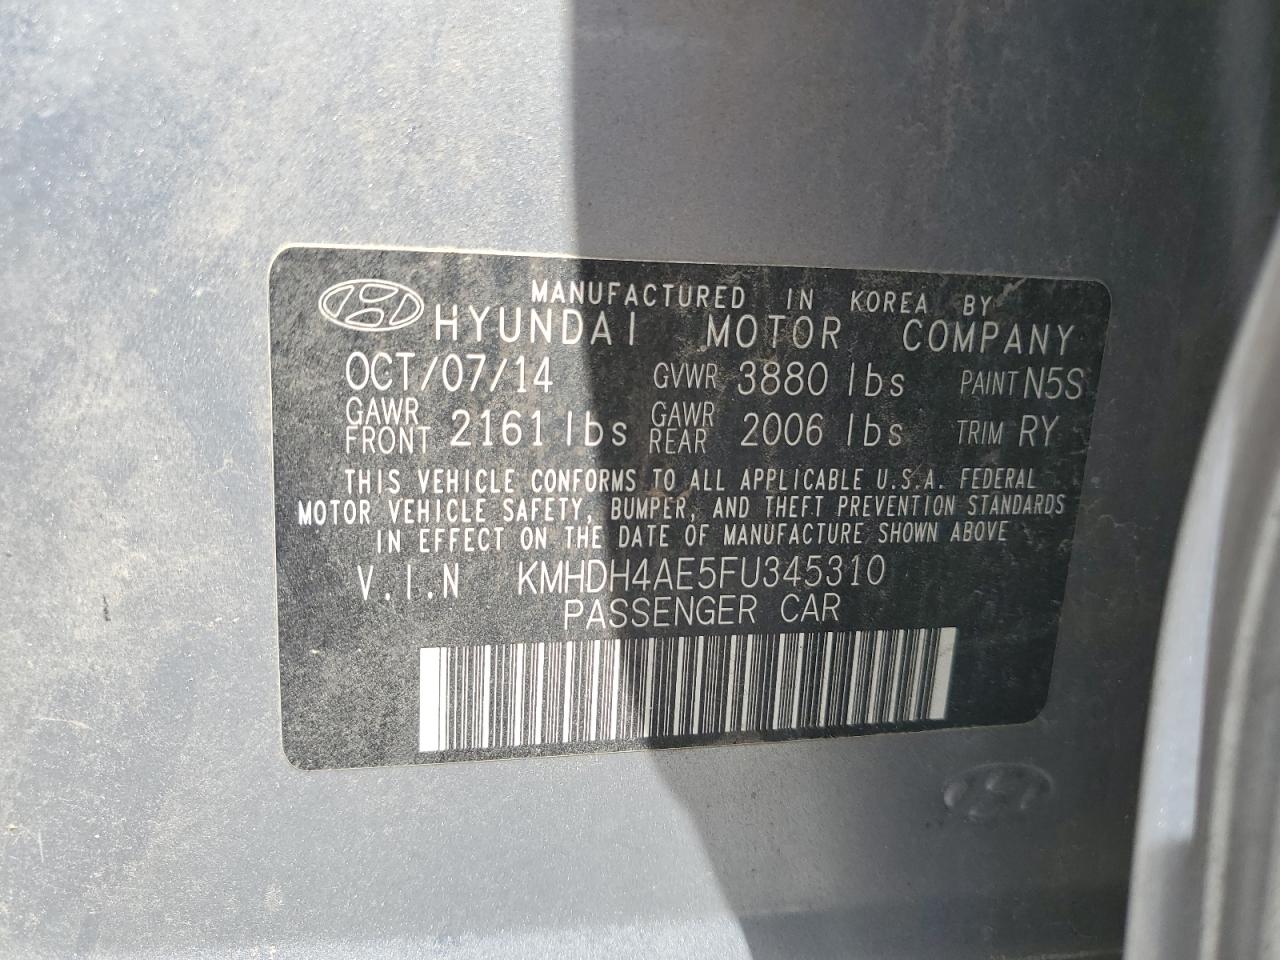 MANUFACTURED IN KOREA BY
HYUNDAI MOTOR COMPANY
OCT/07/14 GVWR 3880 lbs PAINT N5S
GAWR FRONT 2161 lbs GAWR REAR 2006 lbs TRIM RY
THIS VEHICLE CONFORMS TO ALL APPLICABLE U.S.A. FEDERAL
MOTOR VEHICLE SAFETY, BUMPER, AND THEFT PREVENTION STANDARDS
IN EFFECT ON THE DATE OF MANUFACTURE SHOWN ABOVE
V.I.N KMHDH4AE5FU345310
PASSENGER CAR